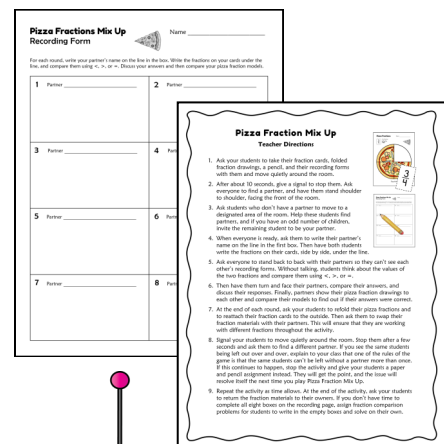 Pizza Fractions Mix Up
Recording Form
Name
For each round, write your partner's name on the line in the box. Write the fractions on your cards under the
line, and compare them using <, >, or =. Discuss your answers and then compare your pizza fraction models.
1 Partner
2 Partner
3 Partner
4 Part
5 Partner
6 Par
7 Partner
8 Par
Pizza Fraction Mix Up
Teacher Directions
1. Ask your students to take their fraction cards, folded
fraction drawings, a pencil, and their recording forms
with them and move quietly around the room.
2. After about 10 seconds, give a signal to stop them. Ask
everyone to find a partner, and have them stand shoulder
to shoulder, facing the front of the room.
3. Ask students who don't have a partner to move to a
designated area of the room. Help these students find
partners, and if you have an odd number of children,
invite the remaining student to be your partner.
4. When everyone is ready, ask them to write their partner's
name on the line in the first box. Then have both students
write the fractions on their cards, side by side, under the line.
5. Ask everyone to stand back to back with their partners so they can't see each
other's recording forms. Without talking, students think about the values of
the two fractions and compare them using <, >, or =.
6. Then have them turn and face their partners, compare their answers, and
discuss their responses. Finally, partners show their pizza fraction drawings to
each other and compare their models to find out if their answers were correct.
7. At the end of each round, ask your students to refold their pizza fractions and
to reattach their fraction cards to the outside. Then ask them to swap their
fraction materials with their partners. This will ensure that they are working
with different fractions throughout the activity.
8. Signal your students to move quietly around the room. Stop them after a few
seconds and ask them to find a different partner. If you see the same students
being left out over and over, explain to your class that one of the rules of the
game is that the same students can't be left without a partner more than once.
If this continues to happen, stop the activity and give your students a paper
and pencil assignment instead. They will get the point, and the issue will
resolve itself the next time you play Pizza Fraction Mix Up.
9. Repeat the activity as time allows. At the end of the activity, ask your students
to return the fraction materials to their owners. If you don't have time to
complete all eight boxes on the recording page, assign fraction comparison
problems for students to write in the empty boxes and solve on their own.